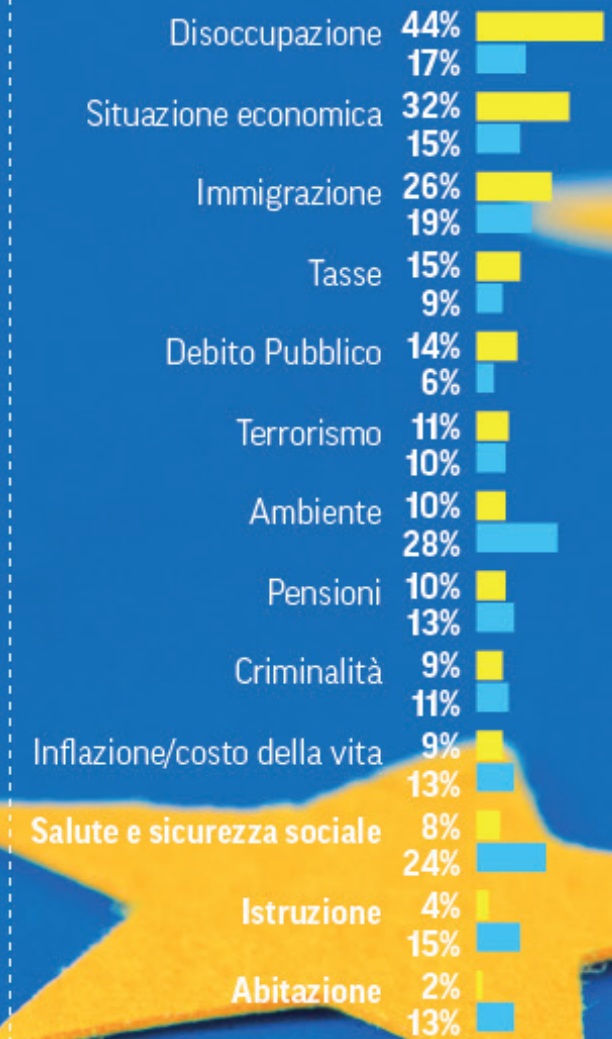 Disoccupazione 44%
17%
Situazione economica 32%
15%
Immigrazione 26%
19%
Tasse 15%
9%
Debito Pubblico 14%
6%
Terrorismo 11%
10%
Ambiente 10%
28%
Pensioni 10%
13%
Criminalità 9%
11%
Inflazione/costo della vita 9%
13%
Salute e sicurezza sociale 8%
24%
Istruzione 4%
15%
Abitazione 2%
13%